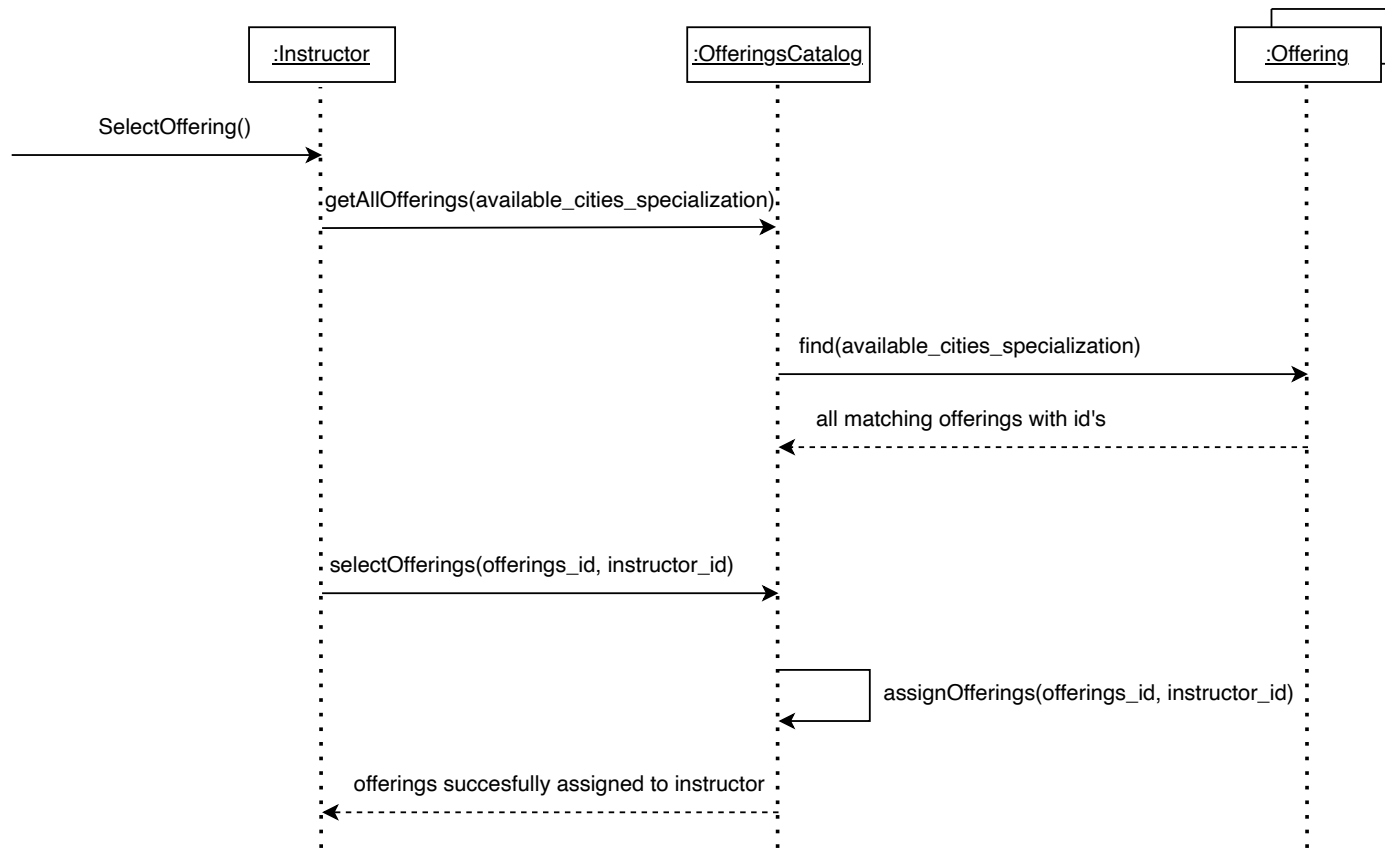 :Instructor
:OfferingsCatalog
:Offering
SelectOffering()
getAllOfferings(available_cities_specialization)
find(available_cities_specialization)
all matching offerings with id's
selectOfferings(offerings_id, instructor_id)
assignOfferings(offerings_id, instructor_id)
offerings succesfully assigned to instructor